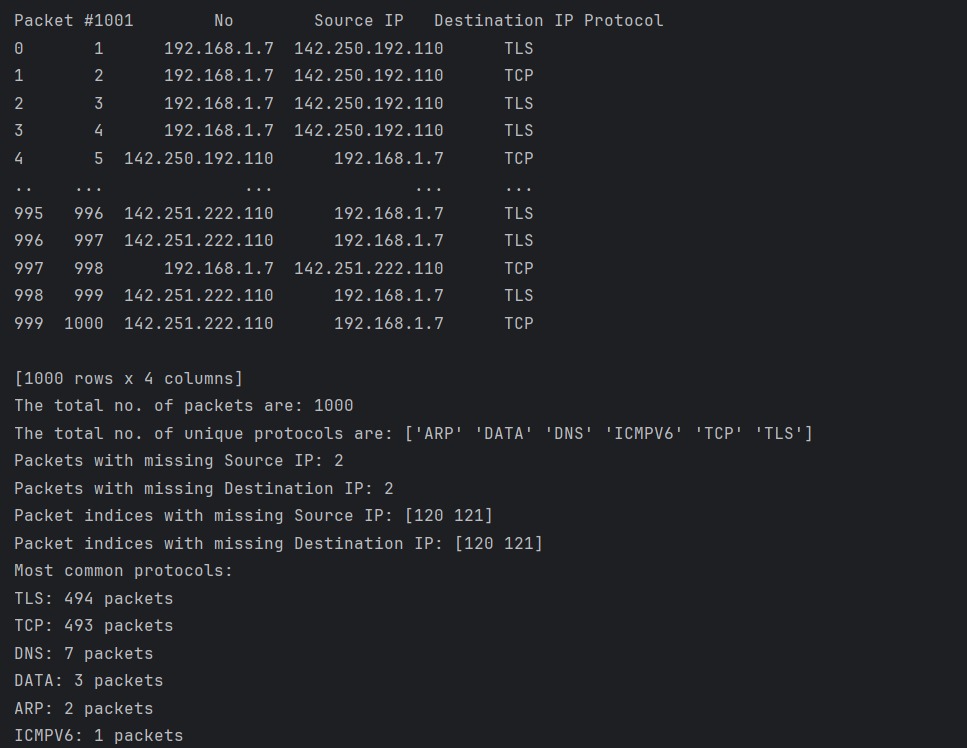 Packet #1001        No        Source IP   Destination IP Protocol
0       1      192.168.1.7  142.250.192.110      TLS
1       2      192.168.1.7  142.250.192.110      TCP
2       3      192.168.1.7  142.250.192.110      TLS
3       4      192.168.1.7  142.250.192.110      TLS
4       5  142.250.192.110      192.168.1.7      TCP
..    ...              ...              ...      ...
995   996  142.251.222.110      192.168.1.7      TLS
996   997  142.251.222.110      192.168.1.7      TLS
997   998      192.168.1.7  142.251.222.110      TCP
998   999  142.251.222.110      192.168.1.7      TLS
999  1000  142.251.222.110      192.168.1.7      TCP
[1000 rows x 4 columns]
The total no. of packets are: 1000
The total no. of unique protocols are: ['ARP' 'DATA' 'DNS' 'ICMPV6' 'TCP' 'TLS']
Packets with missing Source IP: 2
Packets with missing Destination IP: 2
Packet indices with missing Source IP: [120 121]
Packet indices with missing Destination IP: [120 121]
Most common protocols:
TLS: 494 packets
TCP: 493 packets
DNS: 7 packets
DATA: 3 packets
ARP: 2 packets
ICMPV6: 1 packets